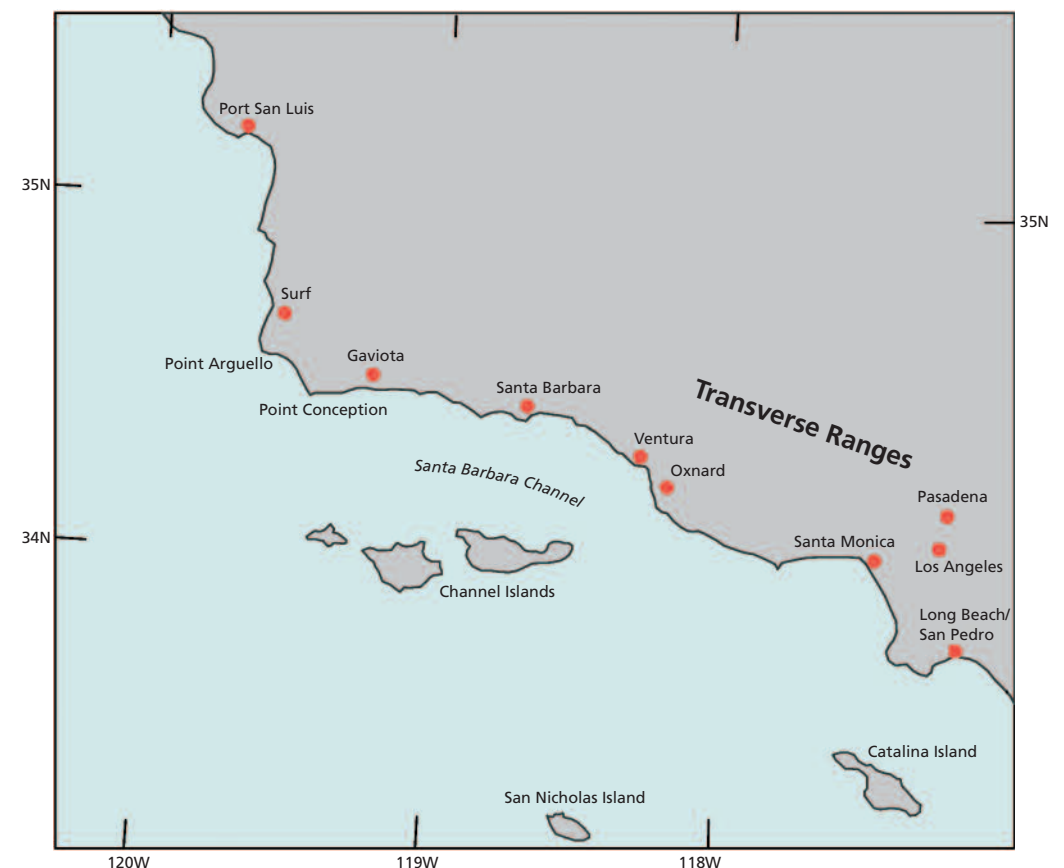 Port San Luis
35N
35N
Surf
Point Arguello
Gaviota
Point Conception
Santa Barbara
Transverse Ranges
Ventura
Santa Barbara Channel
Oxnard
Pasadena
34N
Santa Monica
Los Angeles
Channel Islands
Long Beach/
San Pedro
Catalina Island
San Nicholas Island
120W
119W
118W